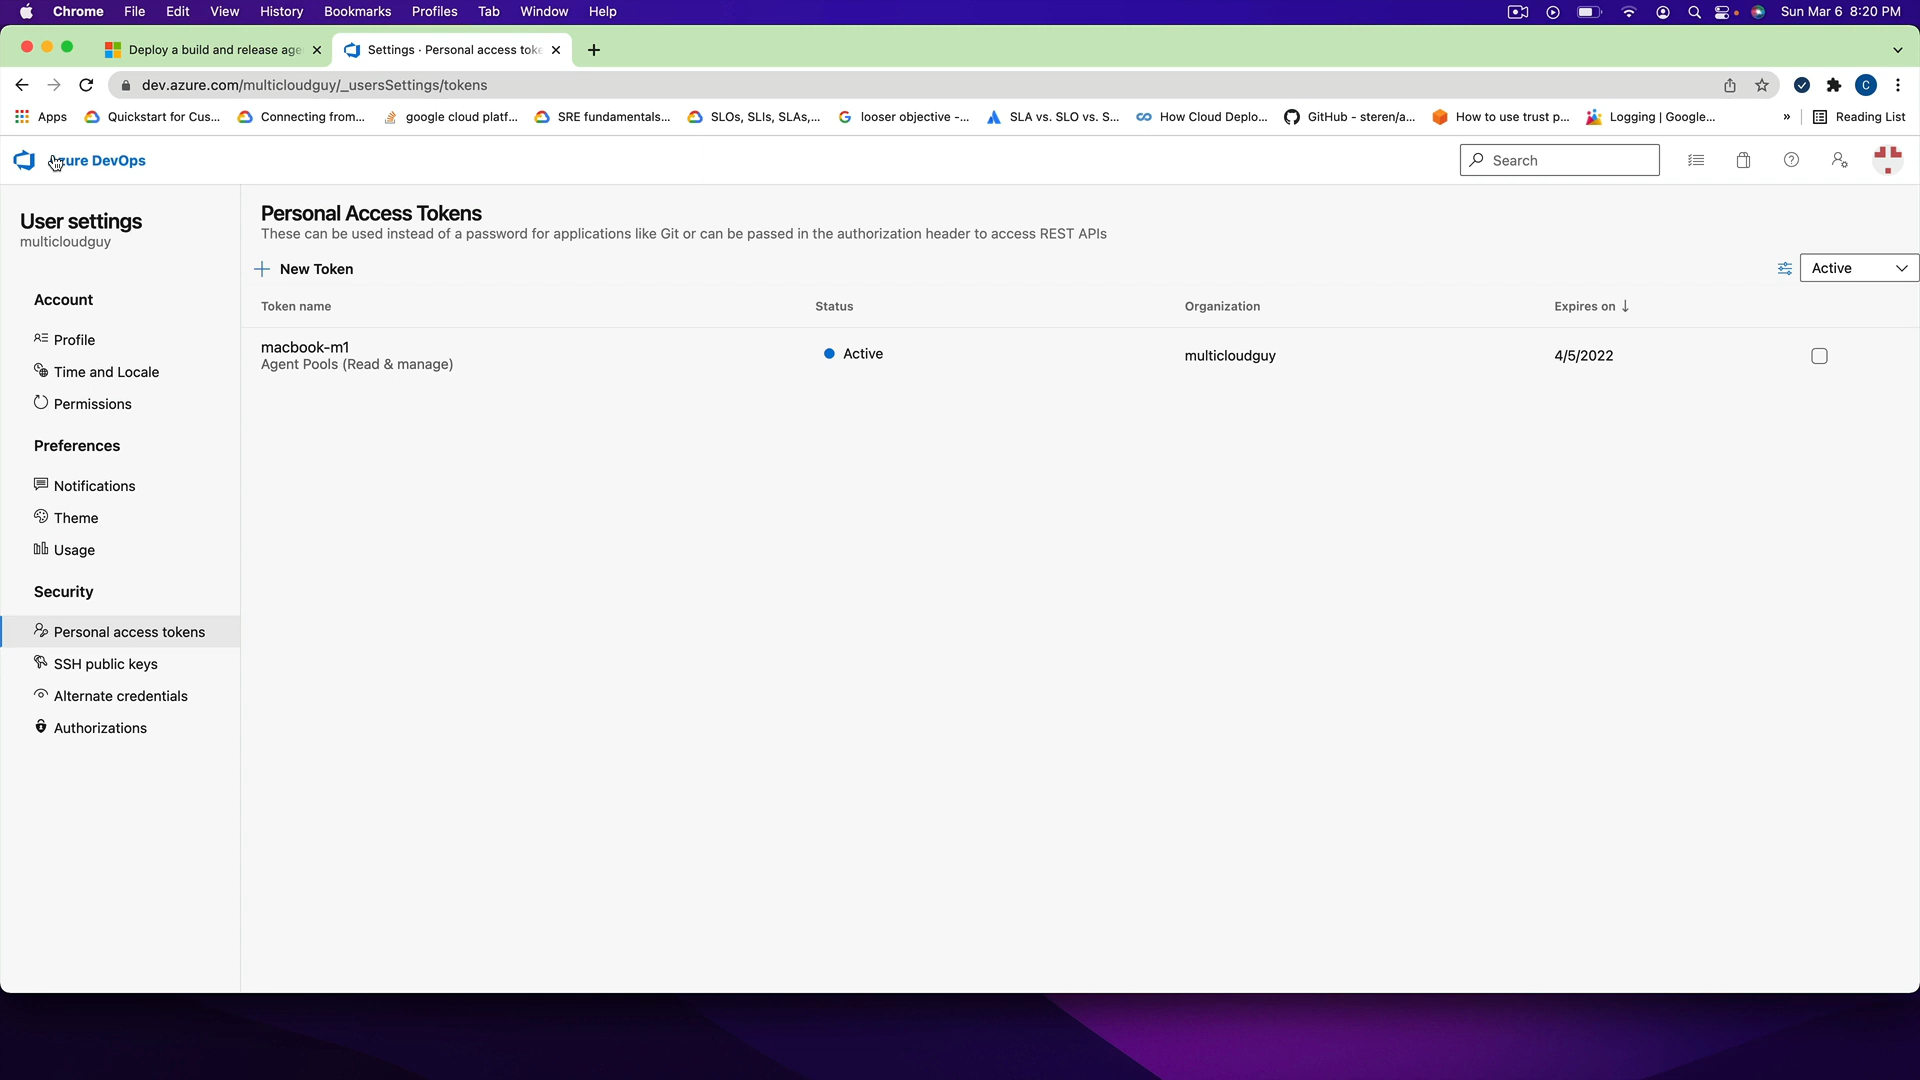 Chrome File Edit View History Bookmarks Profiles Tab Window Help Sun Mar 6 8:20 PM
Deploy a build and release age Settings · Personal access toke
dev.azure.com/multicloudguy/_usersSettings/tokens C
Apps Quickstart for Cus... Connecting from... google cloud platf... SRE fundamentals... SLOs, SLIs, SLAs,... looser objective -... SLA vs. SLO vs. S... How Cloud Deplo... GitHub - steren/a... How to use trust p... Logging | Google... » Reading List
Azure DevOps Search
User settings
multicloudguy
Account
Profile
Time and Locale
Permissions
Preferences
Notifications
Theme
Usage
Security
Personal access tokens
SSH public keys
Alternate credentials
Authorizations
Personal Access Tokens
These can be used instead of a password for applications like Git or can be passed in the authorization header to access REST APIs
New Token Active
Token name Status Organization Expires on
macbook-m1 Active multicloudguy 4/5/2022
Agent Pools (Read & manage)